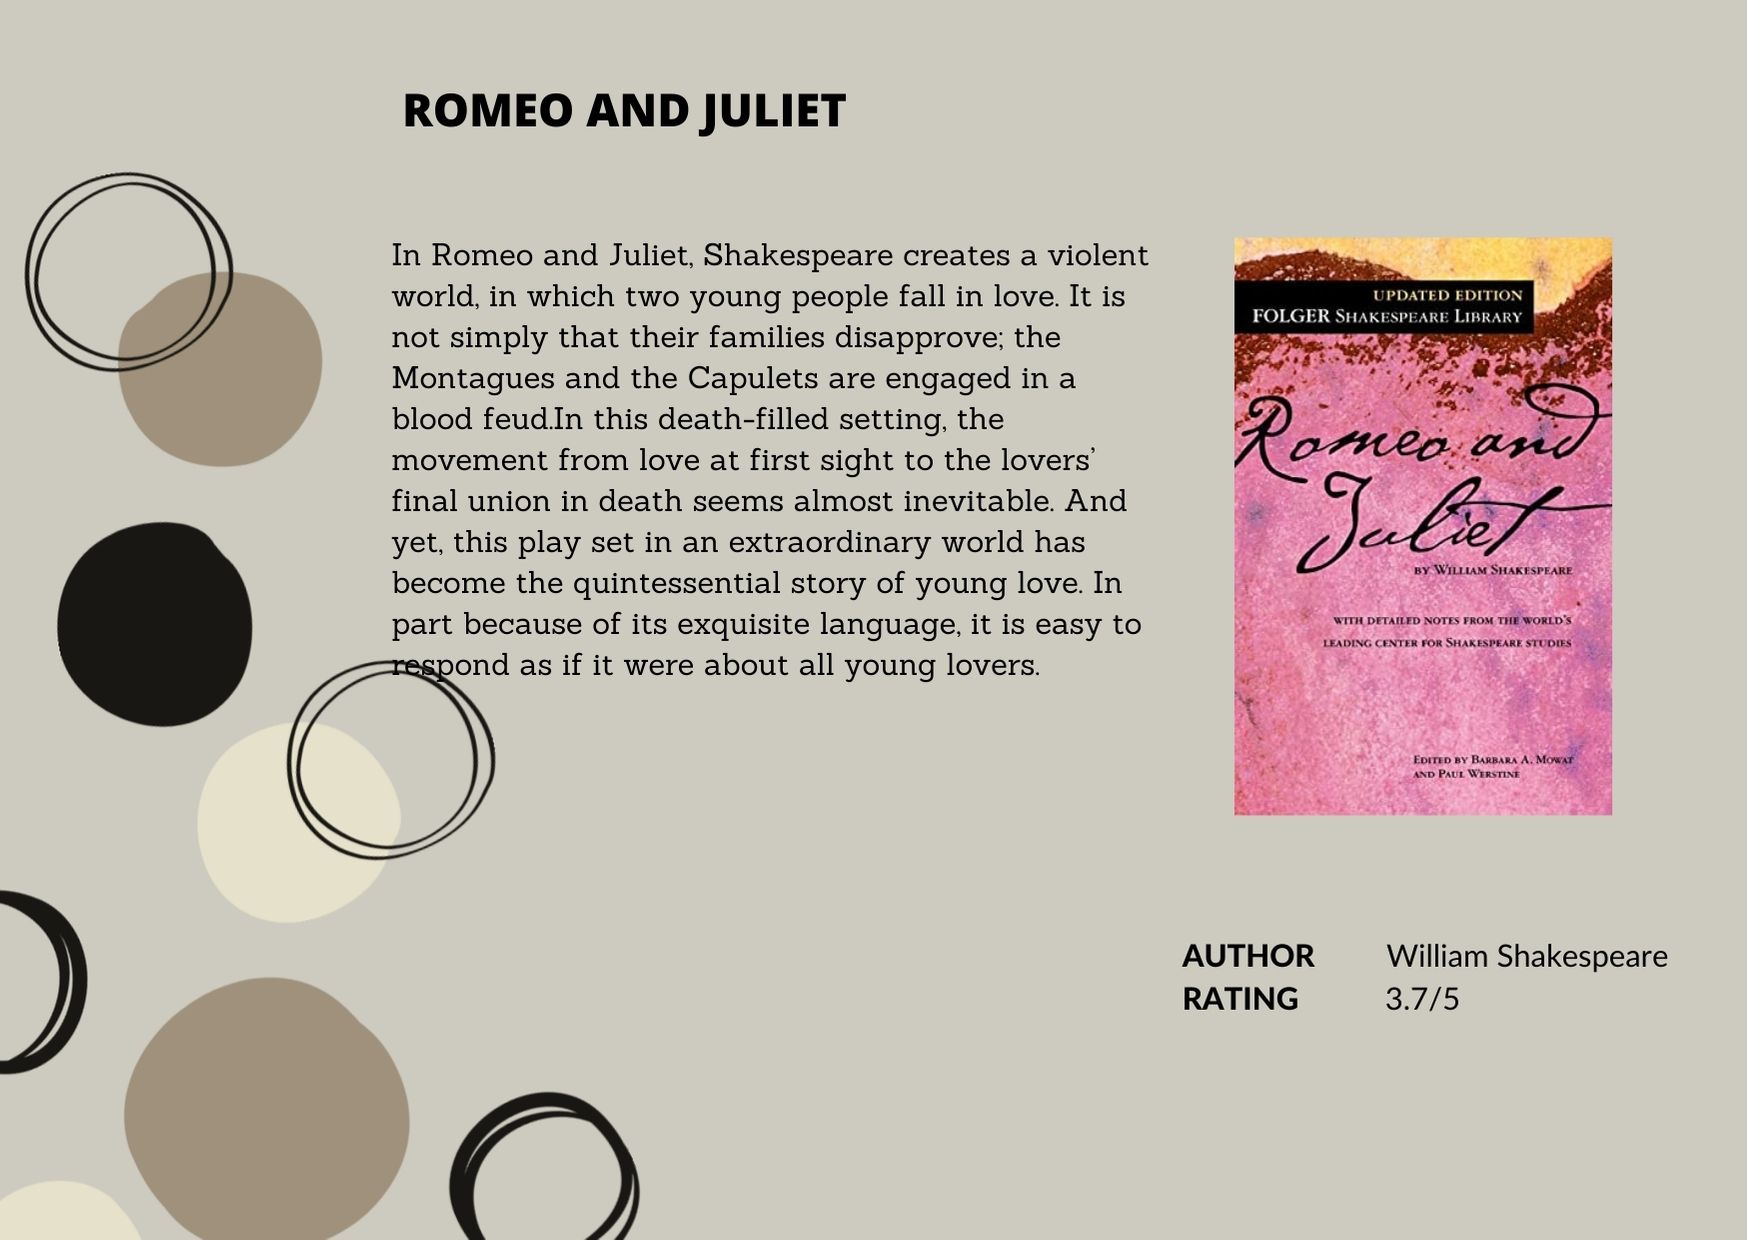 ROMEO AND JULIET
In Romeo and Juliet, Shakespeare creates a violent
world, in which two young people fall in love. It is
not simply that their families disapprove; the
Montagues and the Capulets are engaged in a
blood feud.In this death-filled setting, the
movement from love at first sight to the lovers’
final union in death seems almost inevitable. And
yet, this play set in an extraordinary world has
become the quintessential story of young love. In
part because of its exquisite language, it is easy to
respond as if it were about all young lovers.
UPDATED EDITION
FOLGER SHAKESPEARE LIBRARY
Romeo and
Juliet
BY WILLIAM SHAKESPEARE
WITH DETAILED NOTES FROM THE WORLD'S
LEADING CENTER FOR SHAKESPEARE STUDIES
EDITED BY BARBARA A. MOWAT
AND PAUL WERSTINE
AUTHOR William Shakespeare
RATING 3.7/5